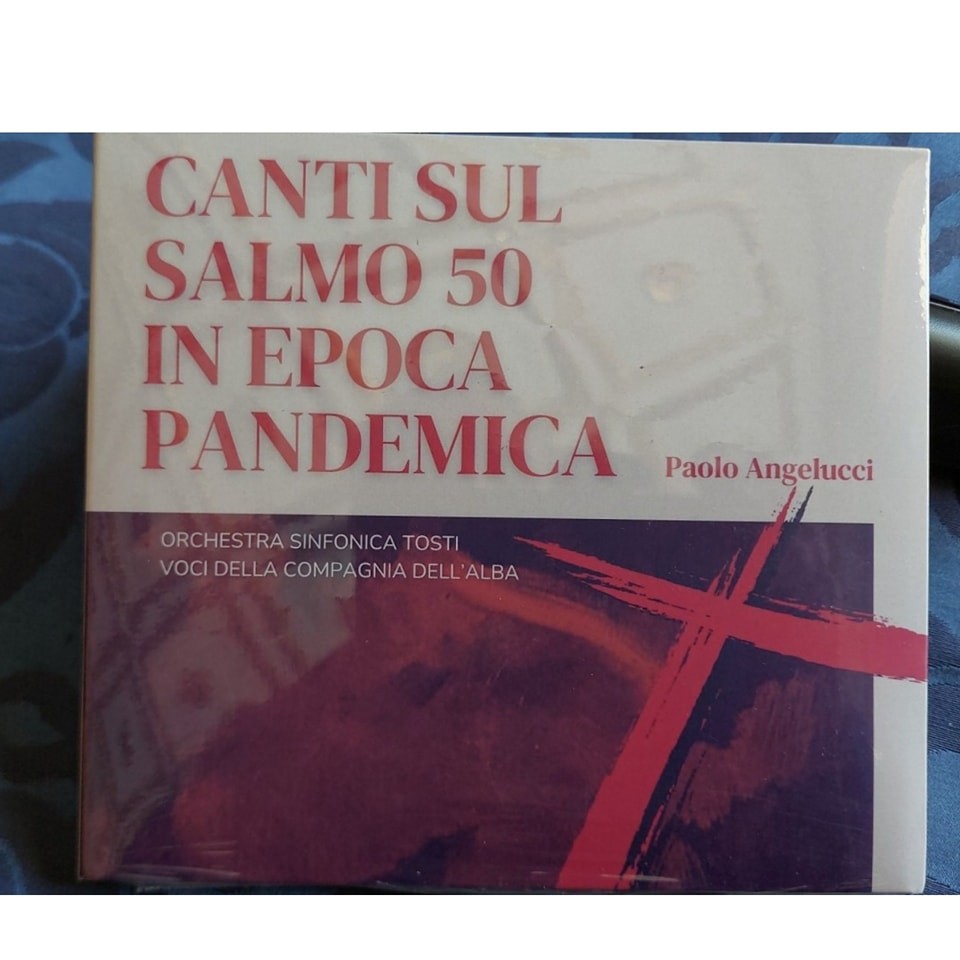 CANTI SUL
SALMO 50
IN EPOCA
PANDEMICA
Paolo Angelucci
ORCHESTRA SINFONICA TOSTI
VOCI DELLA COMPAGNIA DELL'ALBA